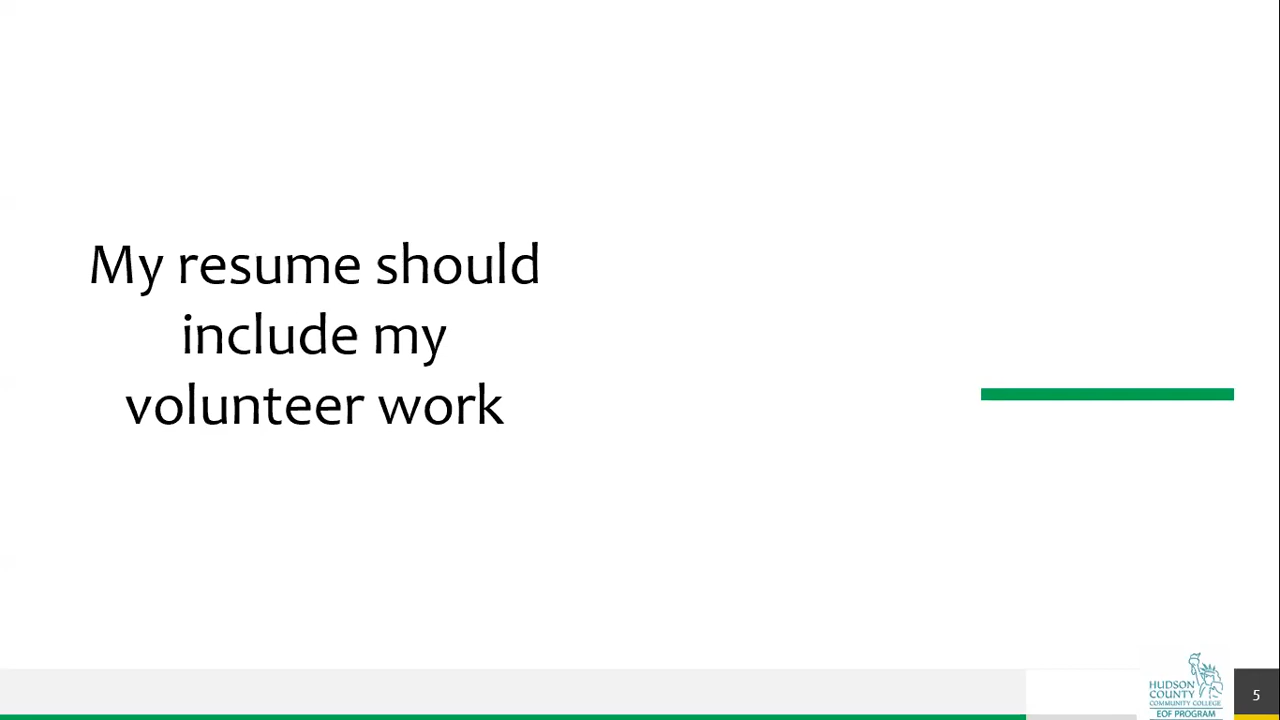 My resume should
include my
volunteer work
HUDSON
COUNTY
COMMUNITY COLLEGE
EOF PROGRAM
5